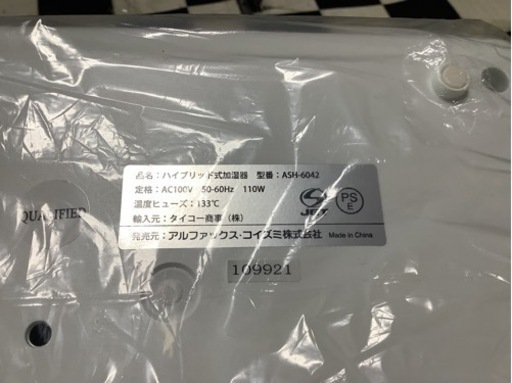 品名：ハイブリッド式加湿器 型番：ASH-6042
定格：AC100V 50-60Hz 110W
温度ヒューズ：133℃
輸入元：タイコー商事（株）
発売元：アルファックス・コイズミ株式会社 Made in China
S JET
PS E
QUALIFIED
109921